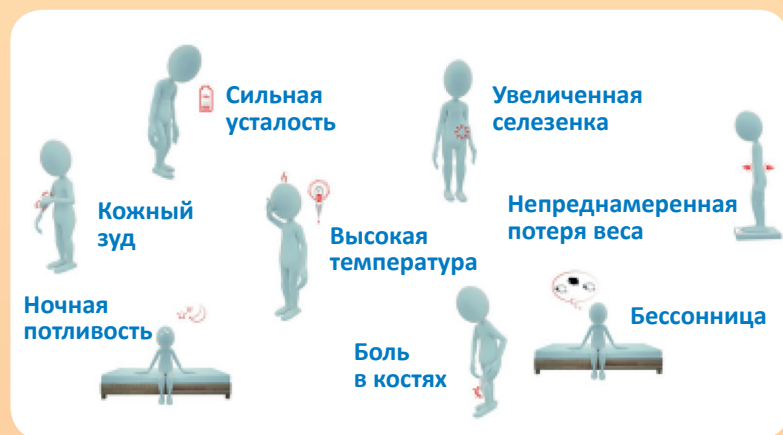 Сильная
усталость
Увеличенная
селезенка
Кожный
зуд
Высокая
температура
Непреднамеренная
потеря веса
Ночная
потливость
Боль
в костях
Бессонница